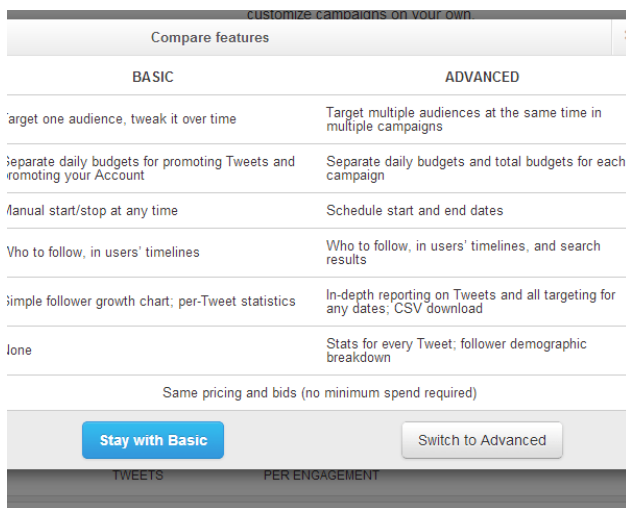 customize campaigns on your own.
Compare features
BASIC ADVANCED
Target one audience, tweak it over time
Target multiple audiences at the same time in
multiple campaigns
Separate daily budgets for promoting Tweets and
promoting your Account
Separate daily budgets and total budgets for each
campaign
Manual start/stop at any time
Schedule start and end dates
Who to follow, in users' timelines
Who to follow, in users' timelines, and search
results
Simple follower growth chart; per-Tweet statistics
In-depth reporting on Tweets and all targeting for
any dates; CSV download
None
Stats for every Tweet; follower demographic
breakdown
Same pricing and bids (no minimum spend required)
Stay with Basic
Switch to Advanced
TWEETS PER ENGAGEMENT